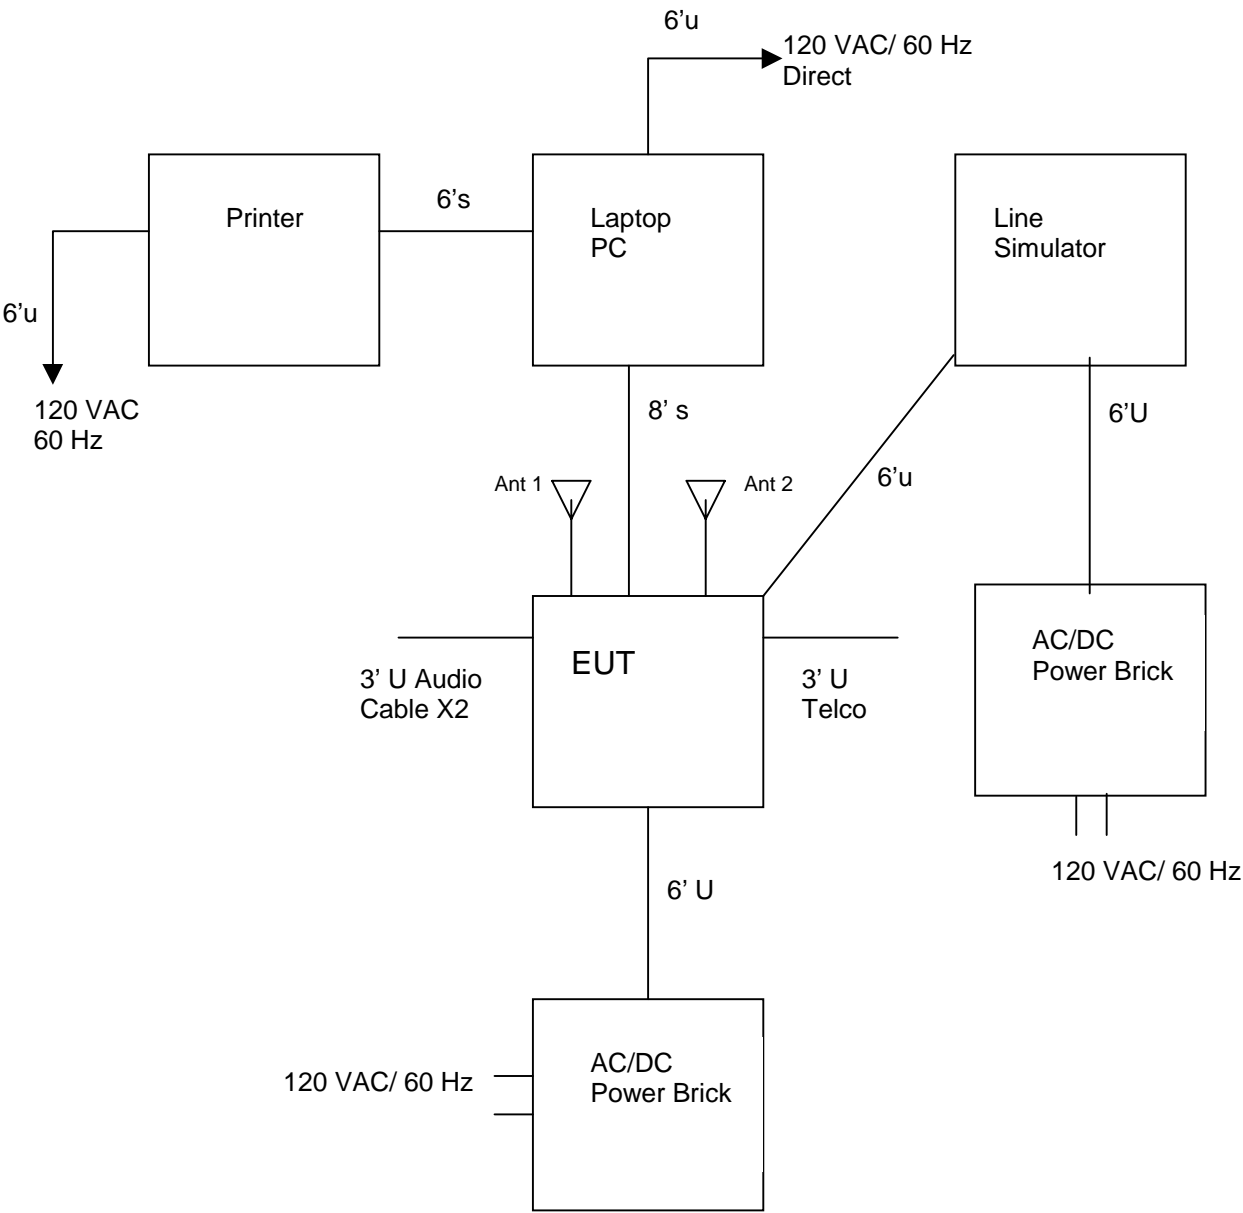 6’u
120 VAC/ 60 Hz
Direct
6’s
Printer
Laptop
PC
Line
Simulator
6’u
120 VAC
60 Hz
8’ s
6’U
6’u
Ant 1
Ant 2
EUT
3’ U Audio
Cable X2
3’ U
Telco
AC/DC
Power Brick
120 VAC/ 60 Hz
6’ U
AC/DC
Power Brick
120 VAC/ 60 Hz